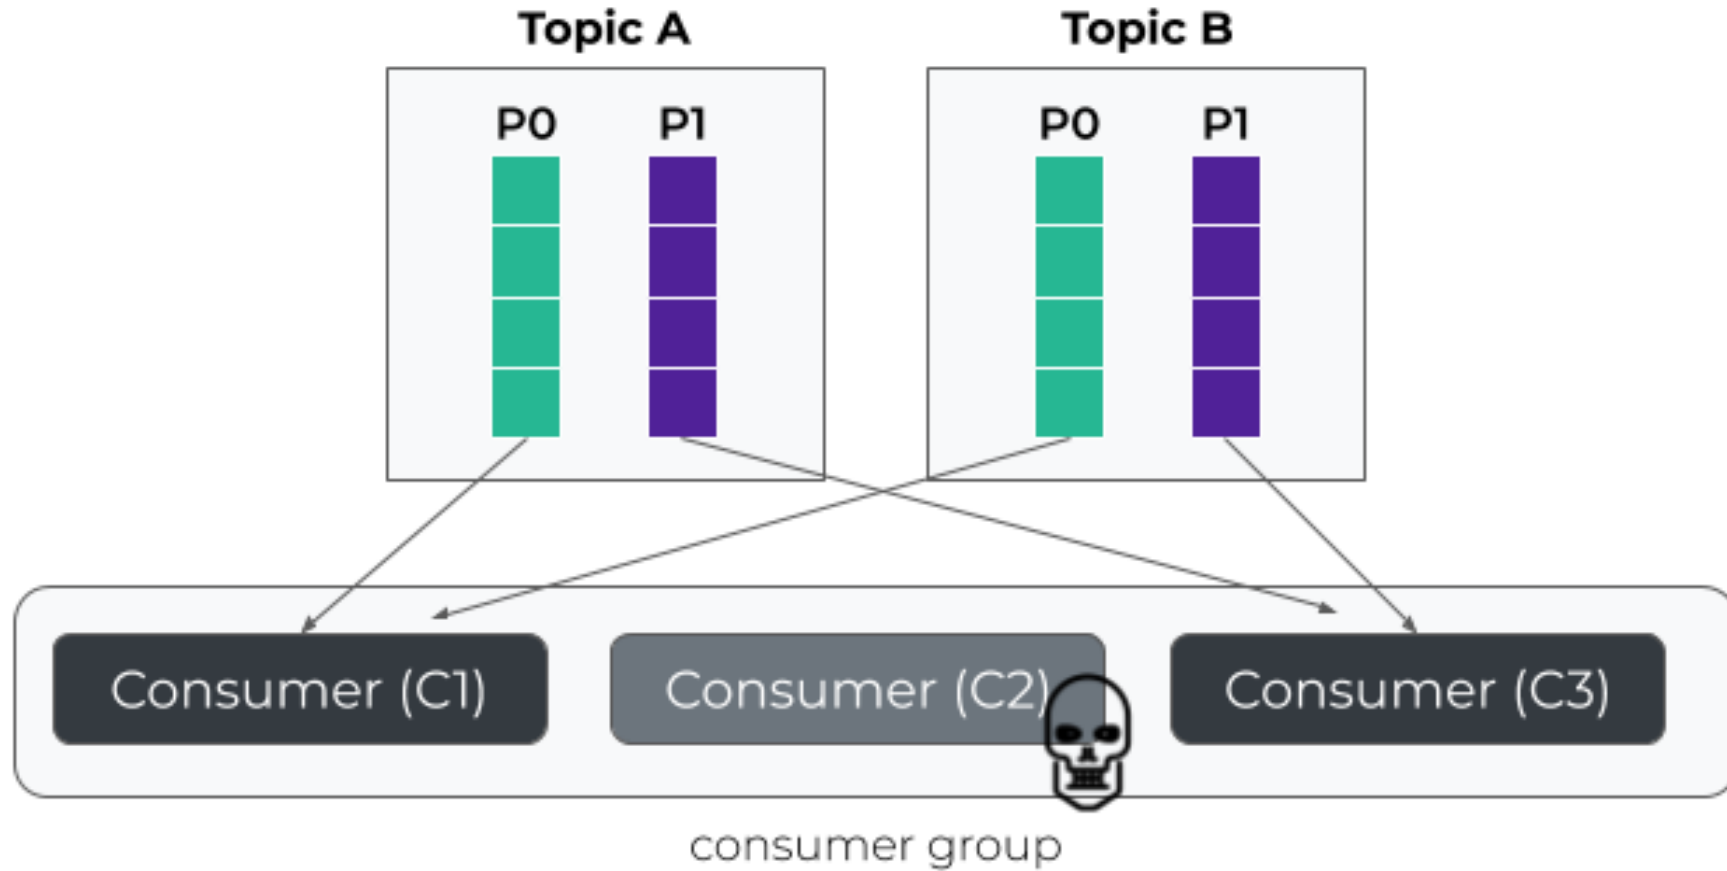 Topic A
Topic B
P0 P1
P0 P1
Consumer (C1)
Consumer (C2)
Consumer (C3)
consumer group